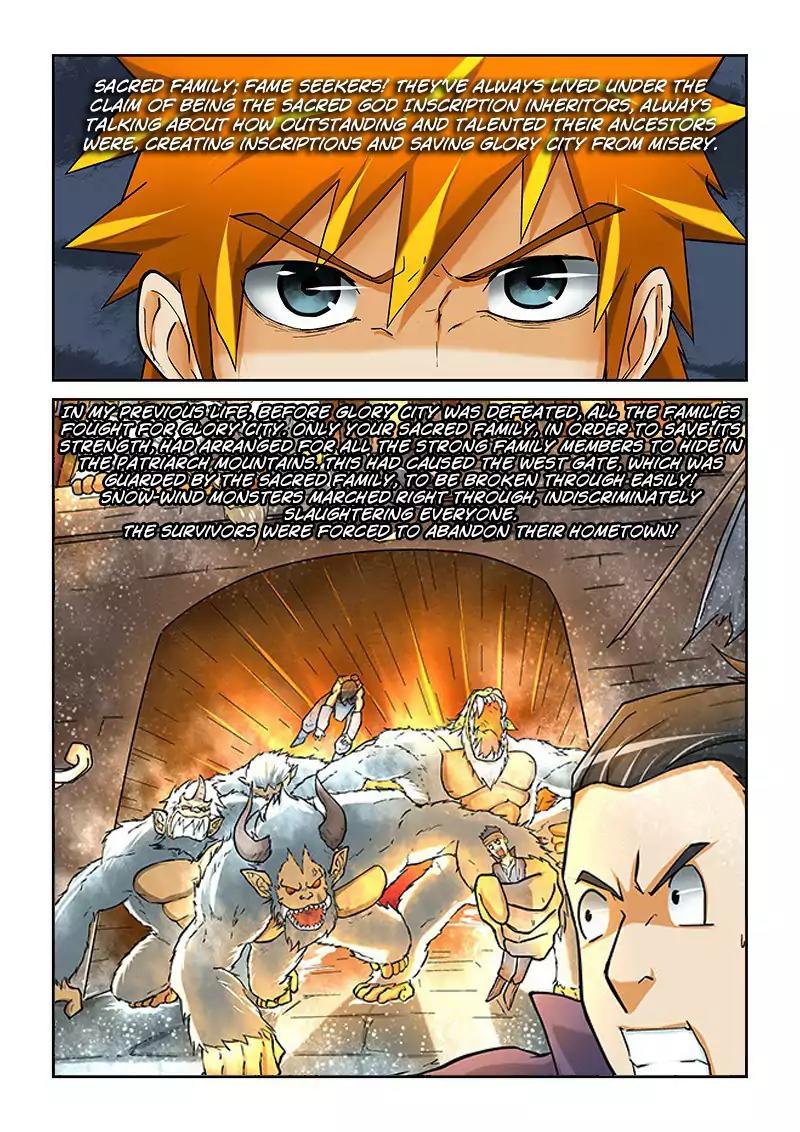 SACRED FAMILY; FAME SEEKERS! THEY'VE ALWAYS LIVED UNDER THE
CLAIM OF BEING THE SACRED GOD INSCRIPTION INHERITORS, ALWAYS
TALKING ABOUT HOW OUTSTANDING AND TALENTED THEIR ANCESTORS
WERE, CREATING INSCRIPTIONS AND SAVING GLORY CITY FROM MISERY.
IN MY PREVIOUS LIFE, BEFORE GLORY CITY WAS DEFEATED, ALL THE FAMILIES
FOUGHT FOR GLORY CITY. ONLY YOUR SACRED FAMILY, IN ORDER TO SAVE ITS
STRENGTH, HAD ARRANGED FOR ALL THE STRONG FAMILY MEMBERS TO HIDE IN
THE PATRIARCH MOUNTAINS. THIS HAD CAUSED THE WEST GATE, WHICH WAS
GUARDED BY THE SACRED FAMILY, TO BE BROKEN THROUGH EASILY!
SNOW-WIND MONSTERS MARCHED RIGHT THROUGH, INDISCRIMINATELY
SLAUGHTERING EVERYONE.
THE SURVIVORS WERE FORCED TO ABANDON THEIR HOMETOWN!